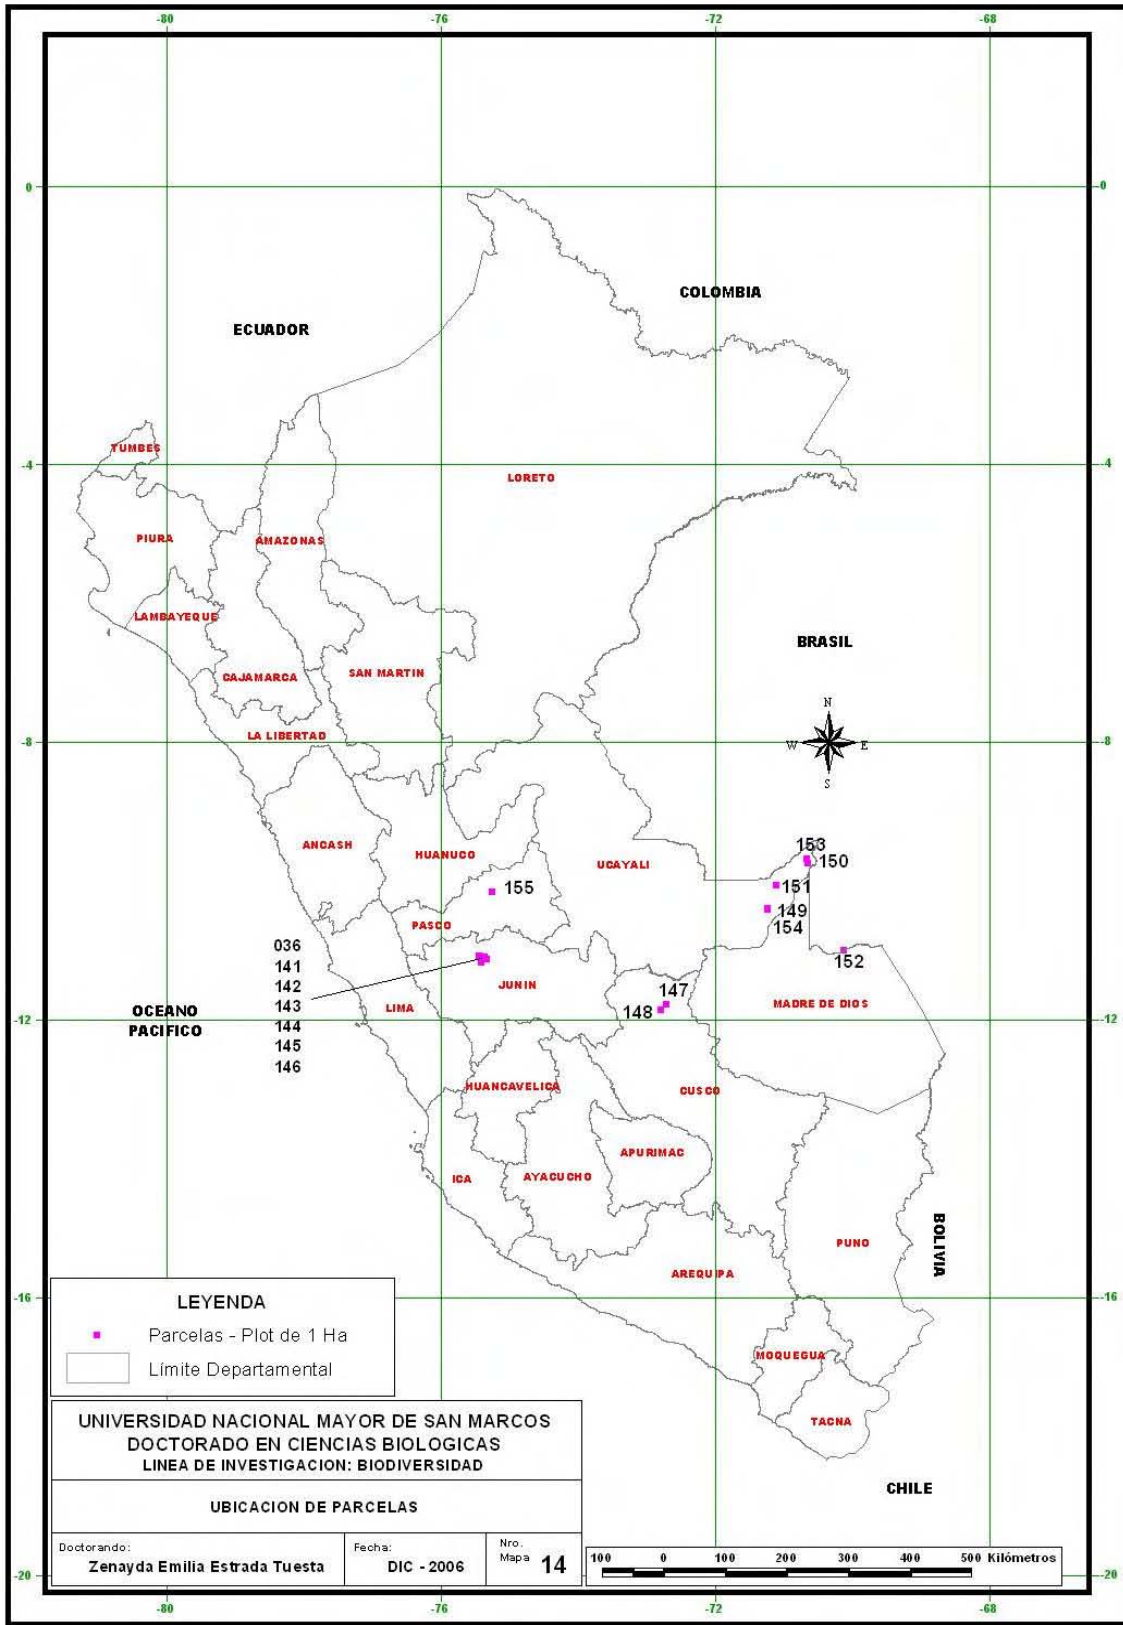 -80 -76 -72 -68
0 0
COLOMBIA
ECUADOR
TUMBES
-4 -4
LORETO
PIURA
AMAZONAS
LAMBAYEQUE
BRASIL
CAJAMARCA
SAN MARTIN
N
LA LIBERTAD
-8 W E -8
S
ANCASH
HUANUCO
UCAYALI
153
150
155
151
149
154
PASCO
036
141
142
143
144
145
146
152
JUNIN
147
148
LIMA
MADRE DE DIOS
OCEANO
PACIFICO
-12 -12
HUANCAVELICA
CUSCO
APURIMAC
ICA
AYACUCHO
BOLIVIA
PUNO
AREQUIPA
-16 -16
LEYENDA
Parcelas - Plot de 1 Ha
Límite Departamental
MOQUEGUA
TACNA
CHILE
UNIVERSIDAD NACIONAL MAYOR DE SAN MARCOS
DOCTORADO EN CIENCIAS BIOLOGICAS
LINEA DE INVESTIGACION: BIODIVERSIDAD
UBICACION DE PARCELAS
Doctorando:
Zenayda Emilia Estrada Tuesta
Fecha:
DIC - 2006
Nro.
Mapa 14
100 0 100 200 300 400 500 Kilómetros
-20 -20
-80 -76 -72 -68